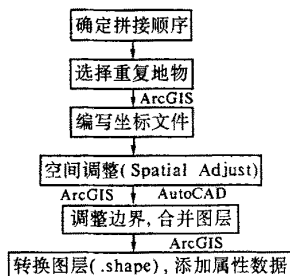 确定拼接顺序
选择重复地物
ArcGIS
编写坐标文件
空间调整(Spatial Adjust)
ArcGIS AutoCAD
调整边界,合并图层
ArcGIS
转换图层(.shape),添加属性数据